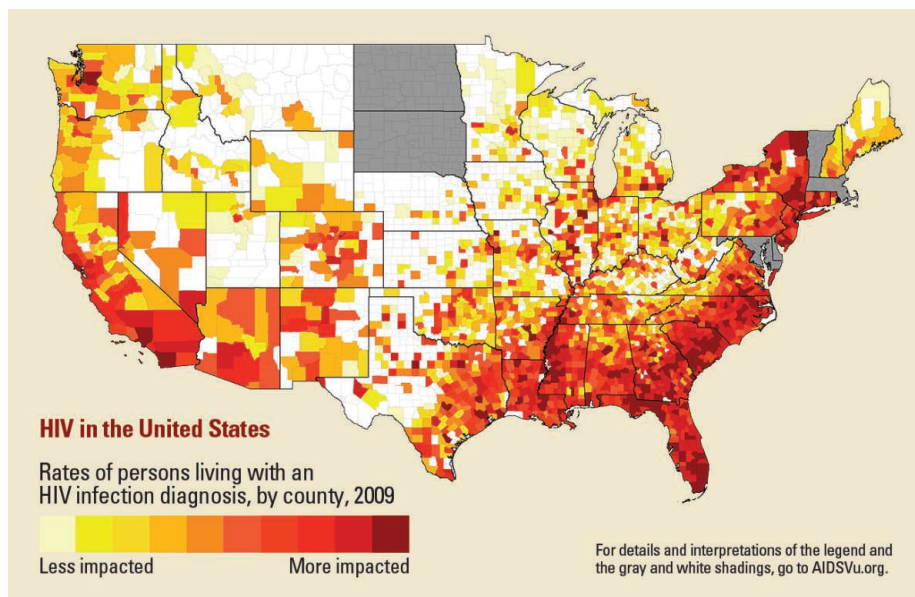 HIV in the United States
Rates of persons living with an
HIV infection diagnosis, by county, 2009
Less impacted
More impacted
For details and interpretations of the legend and
the gray and white shadings, go to AIDSVu.org.